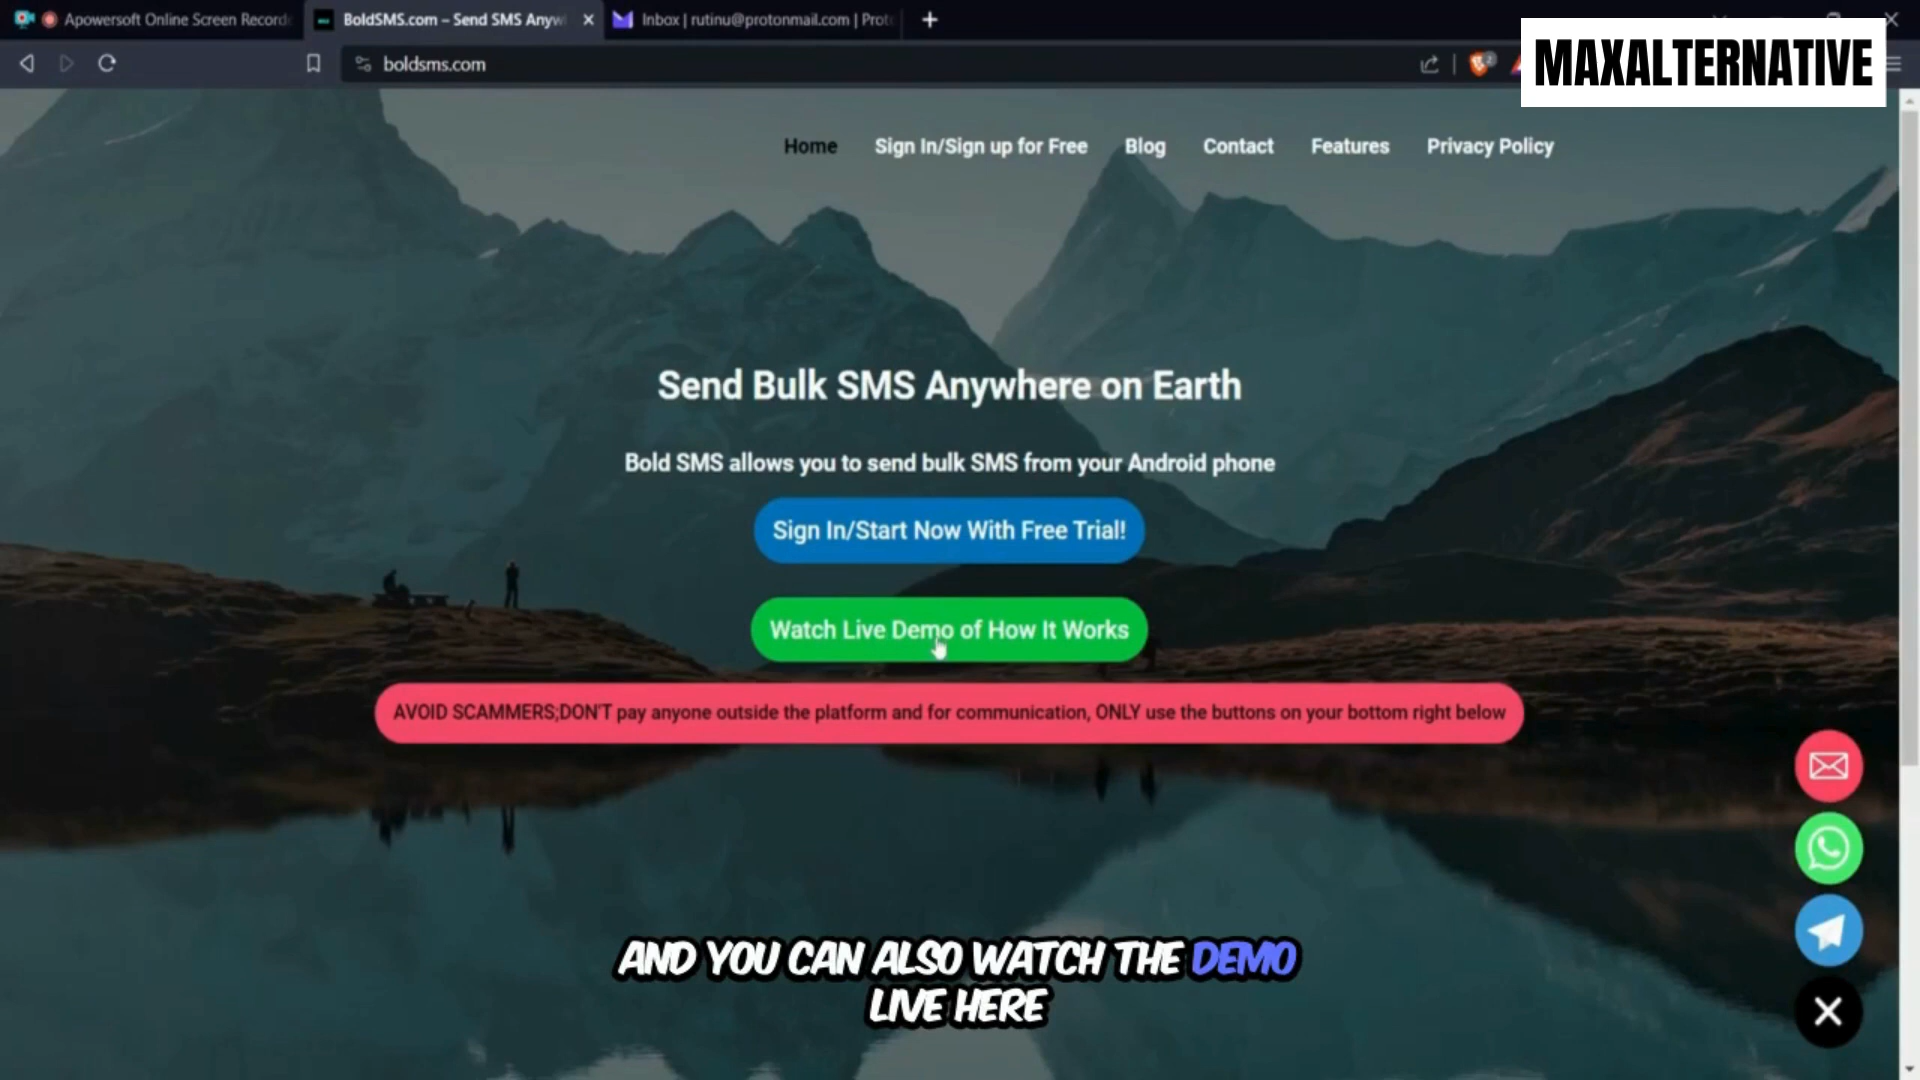 Apowersoft Online Screen Record
BoldSMS.com – Send SMS Anyw
Inbox | rutinu@protonmail.com | Prot
boldsms.com
2
MAXALTERNATIVE
Home
Sign In/Sign up for Free
Blog
Contact
Features
Privacy Policy
Send Bulk SMS Anywhere on Earth
Bold SMS allows you to send bulk SMS from your Android phone
Sign In/Start Now With Free Trial!
Watch Live Demo of How It Works
AVOID SCAMMERS;DON'T pay anyone outside the platform and for communication, ONLY use the buttons on your bottom right below
AND YOU CAN ALSO WATCH THE DEMO
LIVE HERE